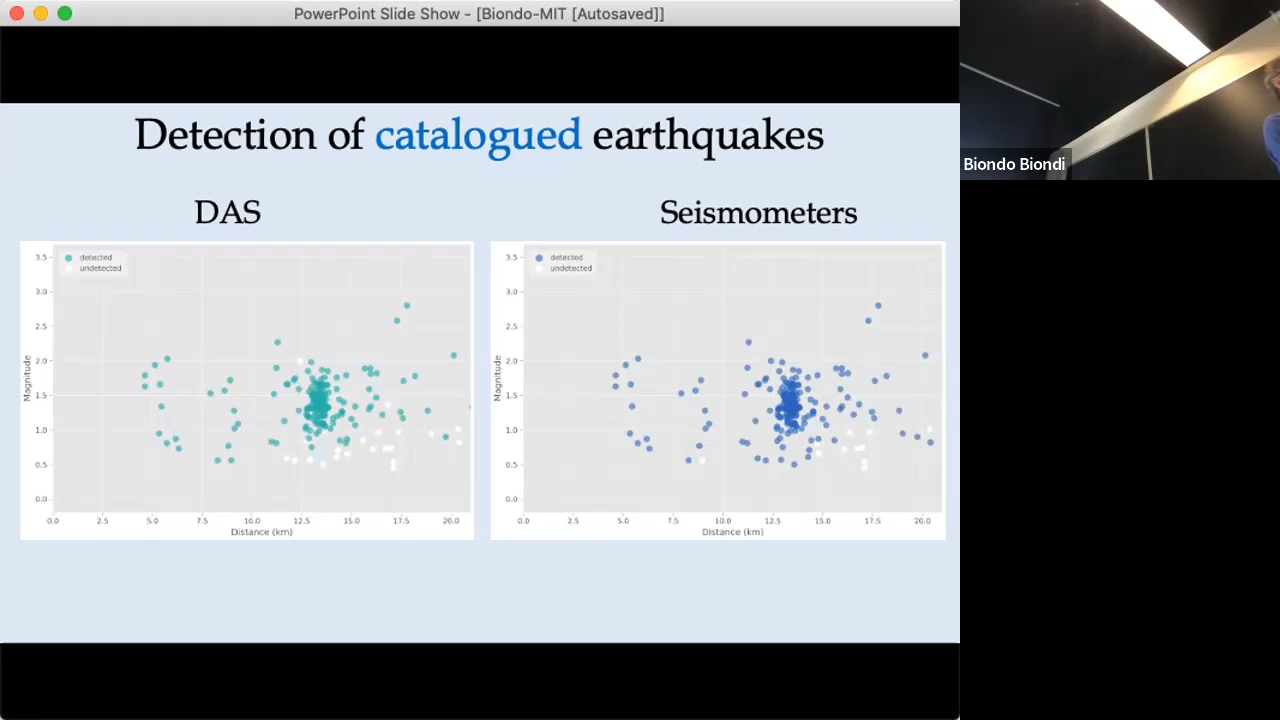 PowerPoint Slide Show - [Biondo-MIT [Autosaved]]
Biondo Biondi
Detection of catalogued earthquakes
DAS
Seismometers
detected
undetected
3.5
3.0
2.5
2.0
1.5
1.0
0.5
0.0
Magnitude
0.0 2.5 5.0 7.5 10.0 12.5 15.0 17.5 20.0
Distance (km)
detected
undetected
3.5
3.0
2.5
2.0
1.5
1.0
0.5
0.0
Magnitude
0.0 2.5 5.0 7.5 10.0 12.5 15.0 17.5 20.0
Distance (km)